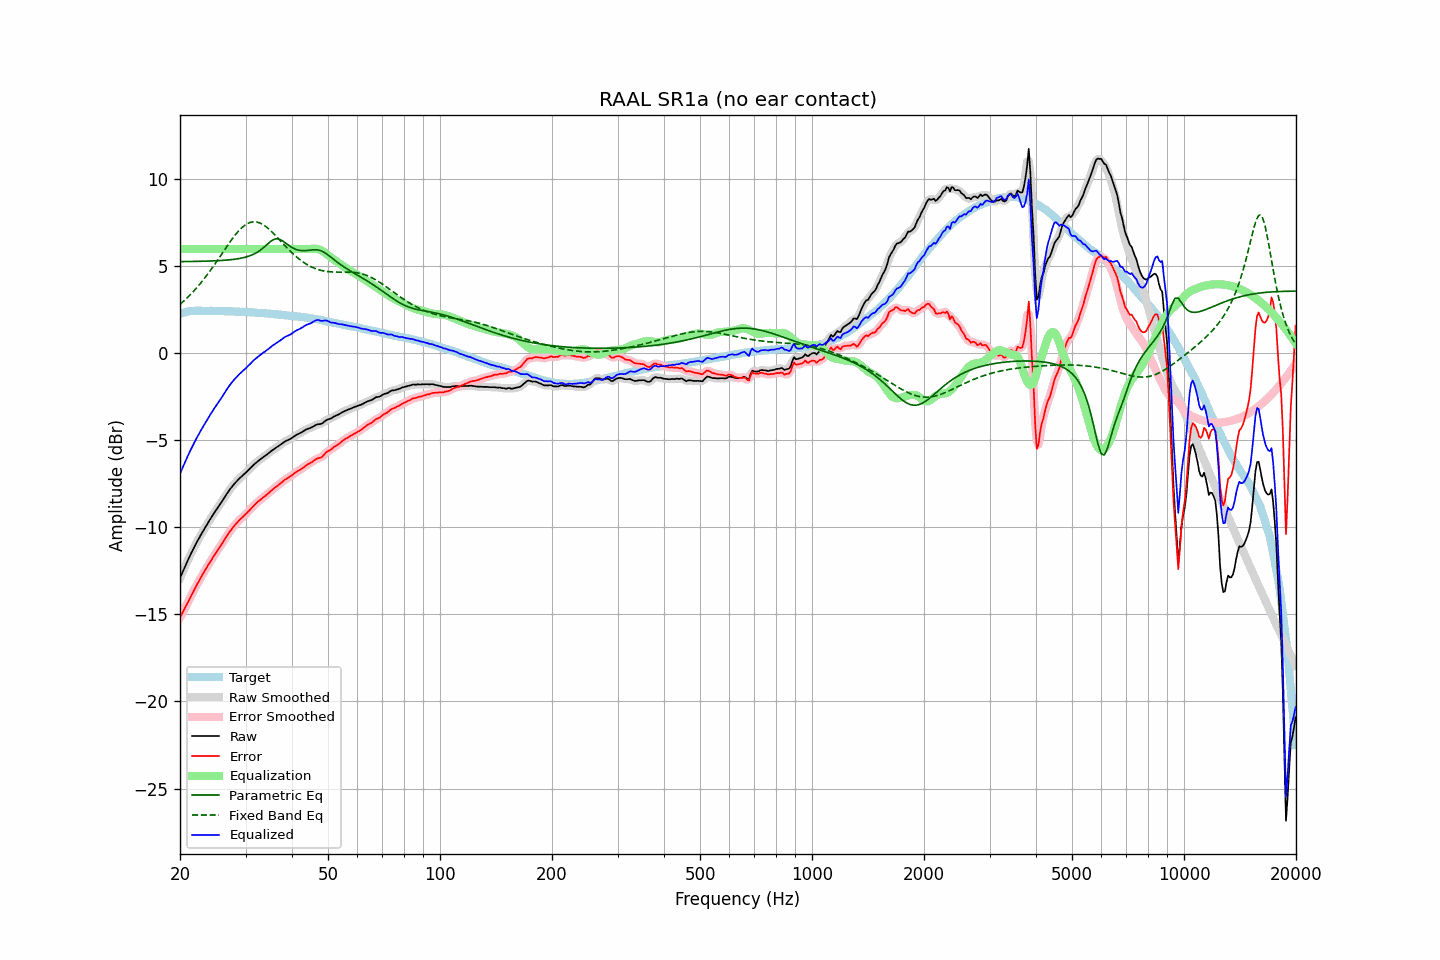 RAAL SR1a (no ear contact)
Amplitude (dBr)
10
5
0
−5
−10
−15
−20
−25
Target
Raw Smoothed
Error Smoothed
Raw
Error
Equalization
Parametric Eq
Fixed Band Eq
Equalized
20 50 100 200 500 1000 2000 5000 10000 20000
Frequency (Hz)